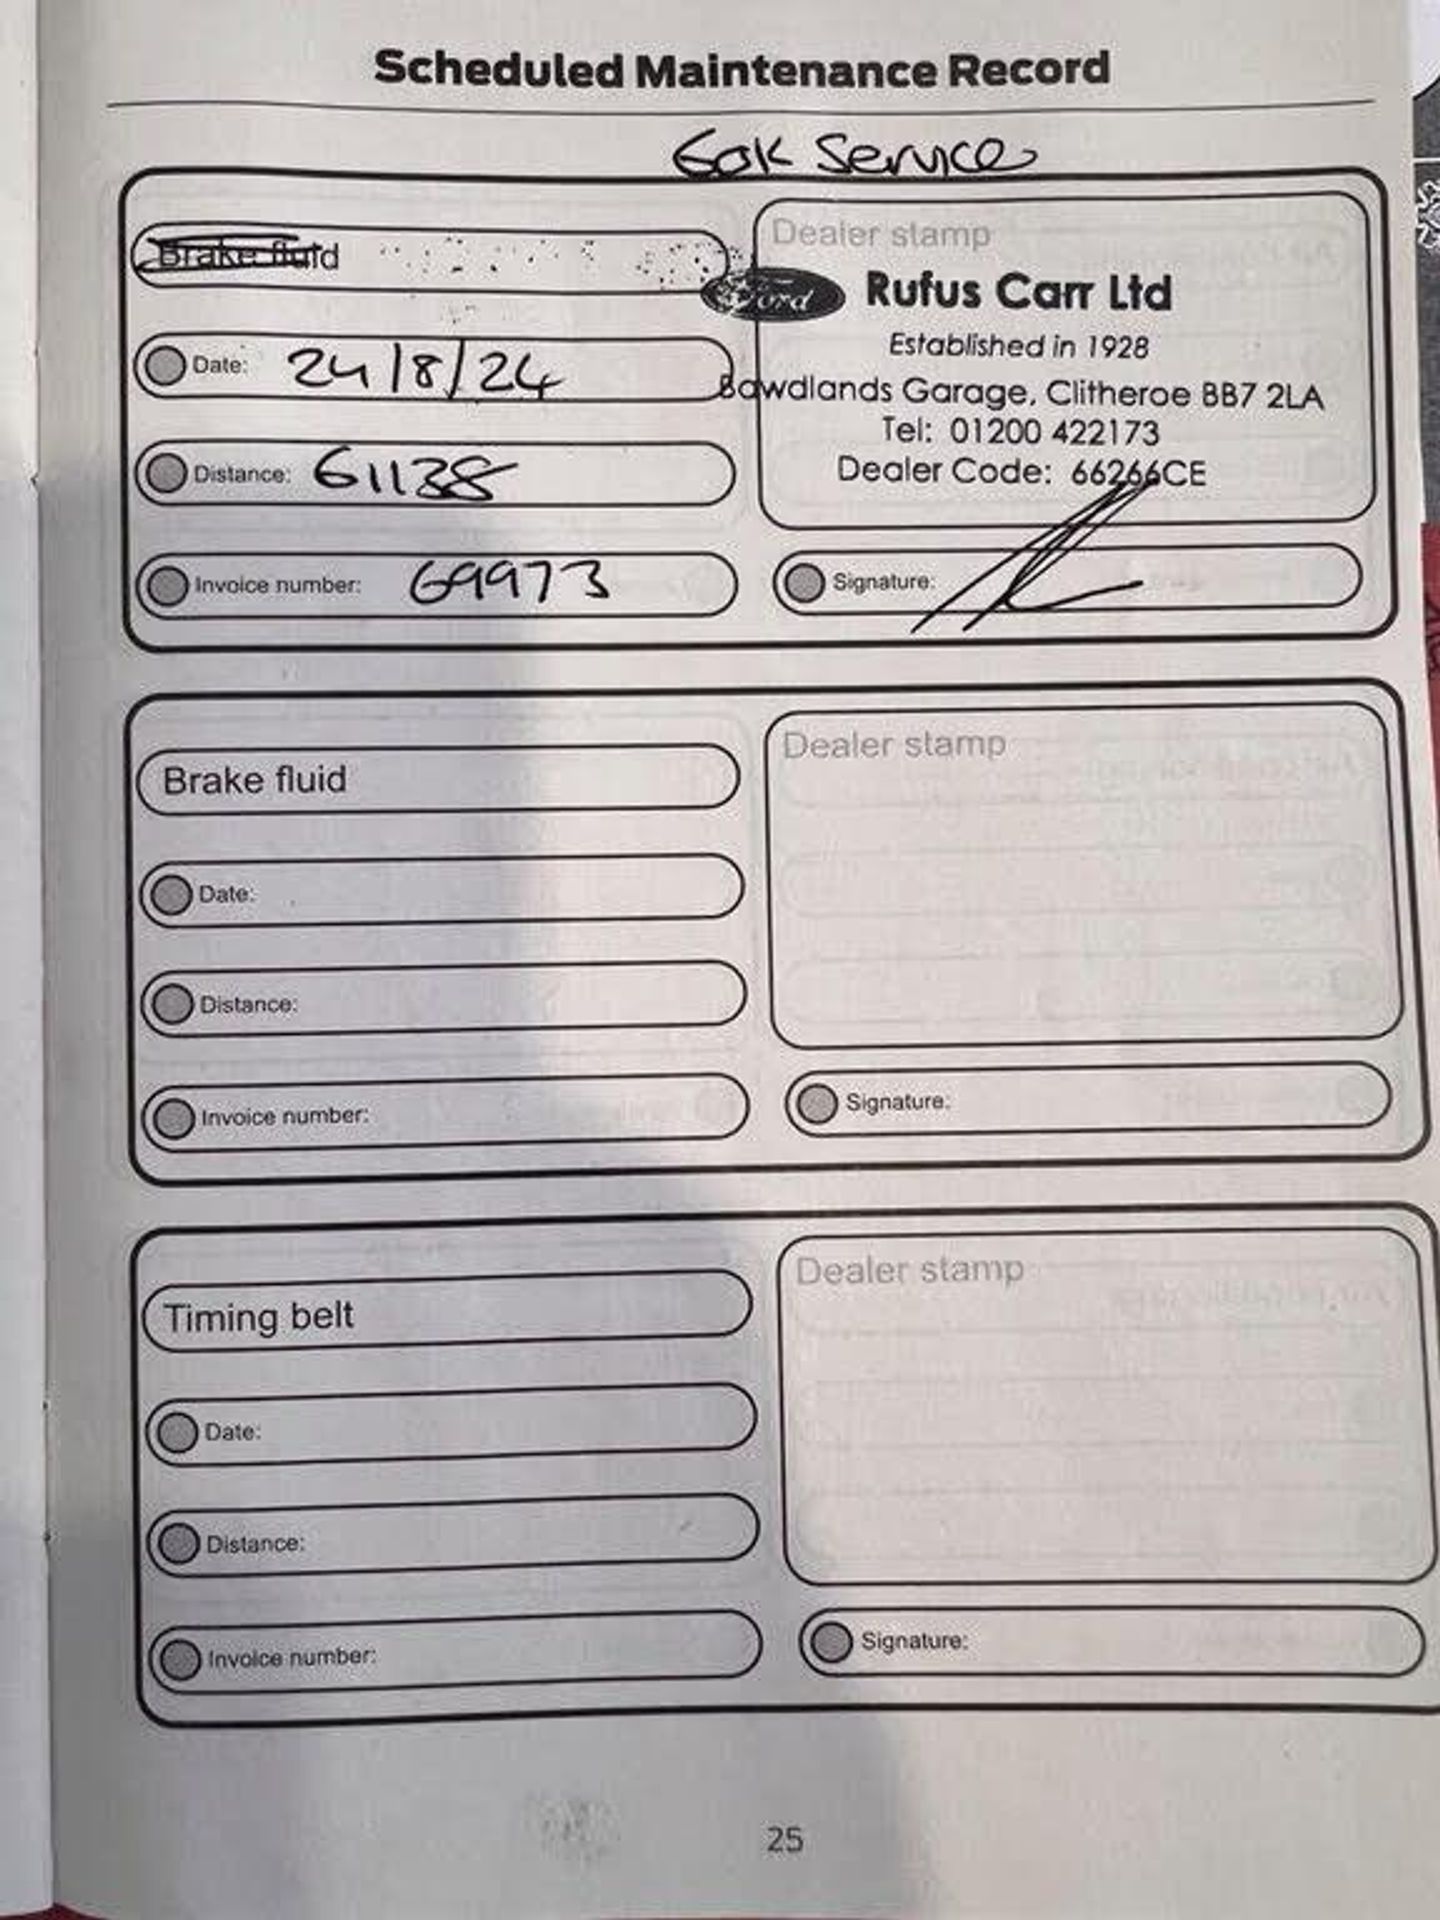 Scheduled Maintenance Record
60K Service
Brake fluid
Dealer stamp
Ford
Rufus Carr Ltd
Established in 1928
Bawdlands Garage, Clitheroe BB7 2LA
Tel: 01200 422173
Dealer Code: 66266CE
Date: 24/8/24
Distance: 61138
Invoice number: 69973
Signature:
Brake fluid
Dealer stamp
Date:
Distance:
Invoice number:
Signature:
Timing belt
Dealer stamp
Date:
Distance:
Invoice number:
Signature:
25